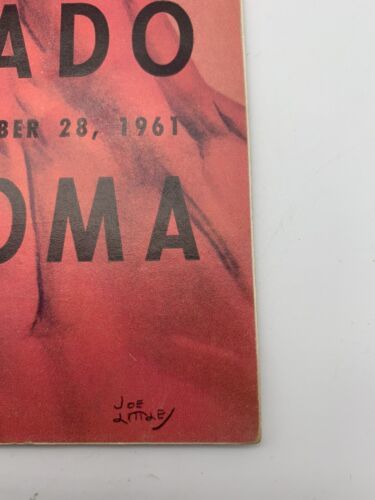 ADO
BER 28, 1961
OMA
JOE
LITTLEY